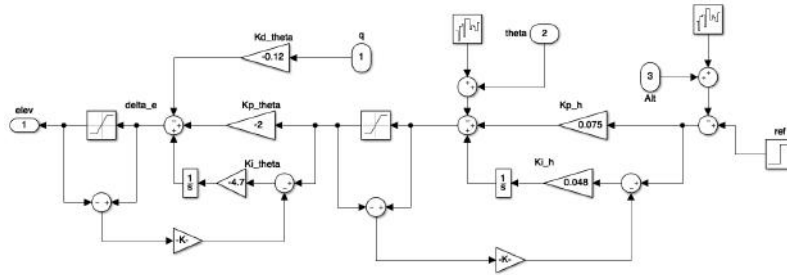 Kd_theta
-0.12
q
1
theta
2
3
Alt
elev
1
delta_e
Kp_theta
-2
Kp_h
0.075
ref
Ki_theta
-4.7
1
s
Ki_h
0.048
1
s
-K-
-K-